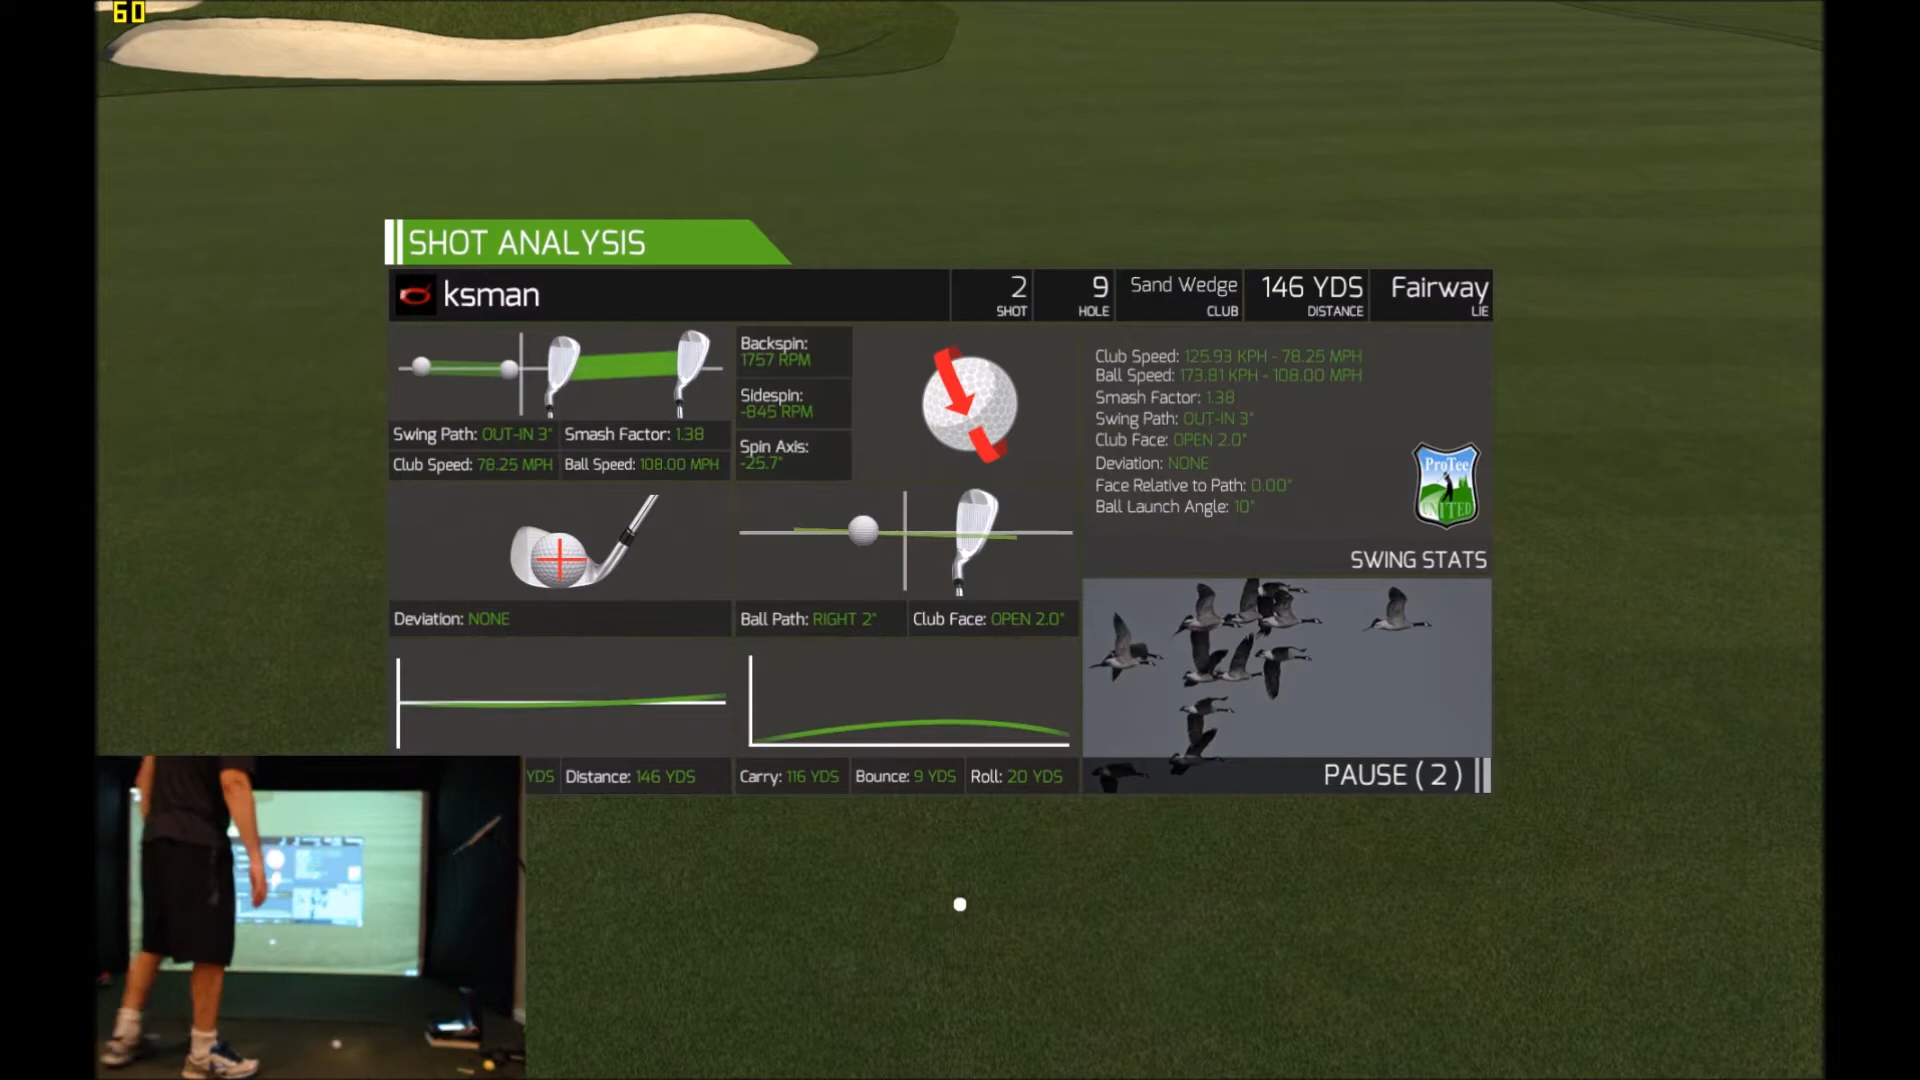 60
SHOT ANALYSIS
ksman
2 SHOT
9 HOLE
Sand Wedge CLUB
146 YDS DISTANCE
Fairway LIE
Swing Path: OUT-IN 3°
Smash Factor: 1.38
Club Speed: 78.25 MPH
Ball Speed: 108.00 MPH
Backspin:
1757 RPM
Sidespin:
-845 RPM
Spin Axis:
-25.7°
Club Speed: 125.93 KPH - 78.25 MPH
Ball Speed: 173.81 KPH - 108.00 MPH
Smash Factor: 1.38
Swing Path: OUT-IN 3°
Club Face: OPEN 2.0°
Deviation: NONE
Face Relative to Path: 0.00°
Ball Launch Angle: 10°
ProTee
UNITED
SWING STATS
Deviation: NONE
Ball Path: RIGHT 2°
Club Face: OPEN 2.0°
YDS
Distance: 146 YDS
Carry: 116 YDS
Bounce: 9 YDS
Roll: 20 YDS
PAUSE ( 2 )